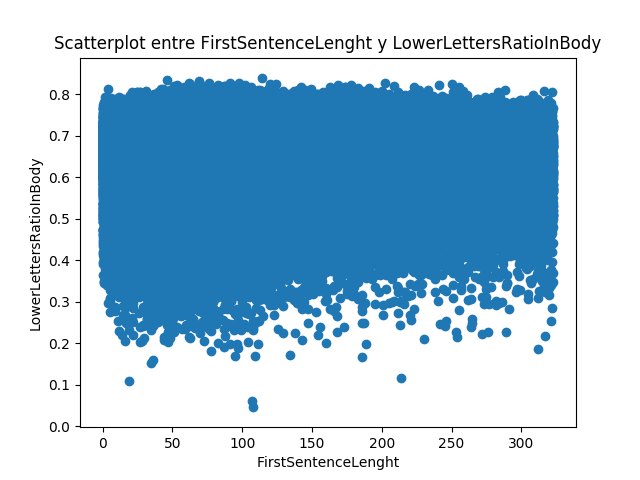 Scatterplot entre FirstSentenceLenght y LowerLettersRatioInBody
0.8
0.7
0.6
0.5
0.4
0.3
0.2
0.1
0.0
LowerLettersRatioInBody
0 50 100 150 200 250 300
FirstSentenceLenght